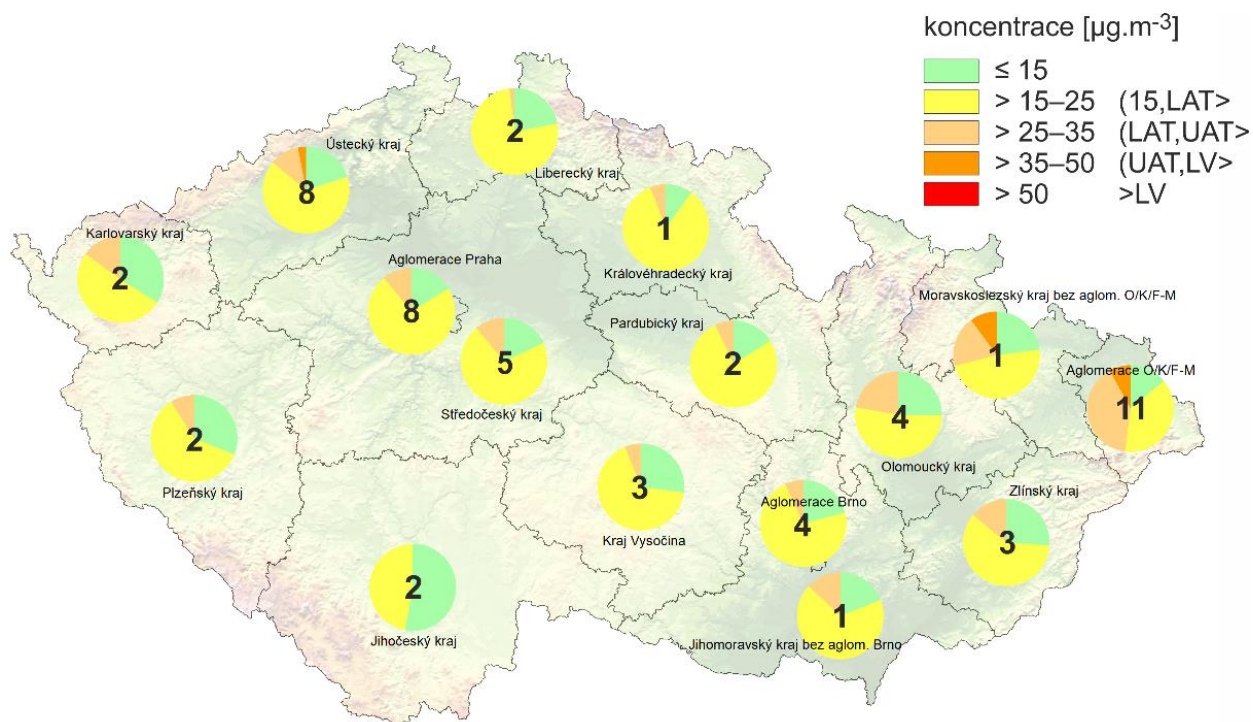 koncentrace [µg.m-3]
≤ 15
> 15–25 (15,LAT>
> 25–35 (LAT,UAT>
> 35–50 (UAT,LV>
> 50 >LV
2
Liberecký kraj
Ústecký kraj
8
1
Královéhradecký kraj
Karlovarský kraj
2
Aglomerace Praha
8
Moravskoslezský kraj bez aglom. O/K/F-M
1
Pardubický kraj
2
5
Středočeský kraj
Aglomerace O/K/F-M
11
4
Olomoucký kraj
2
Plzeňský kraj
3
Kraj Vysočina
Aglomerace Brno
4
Zlínský kraj
3
2
Jihočeský kraj
1
Jihomoravský kraj bez aglom. Brno